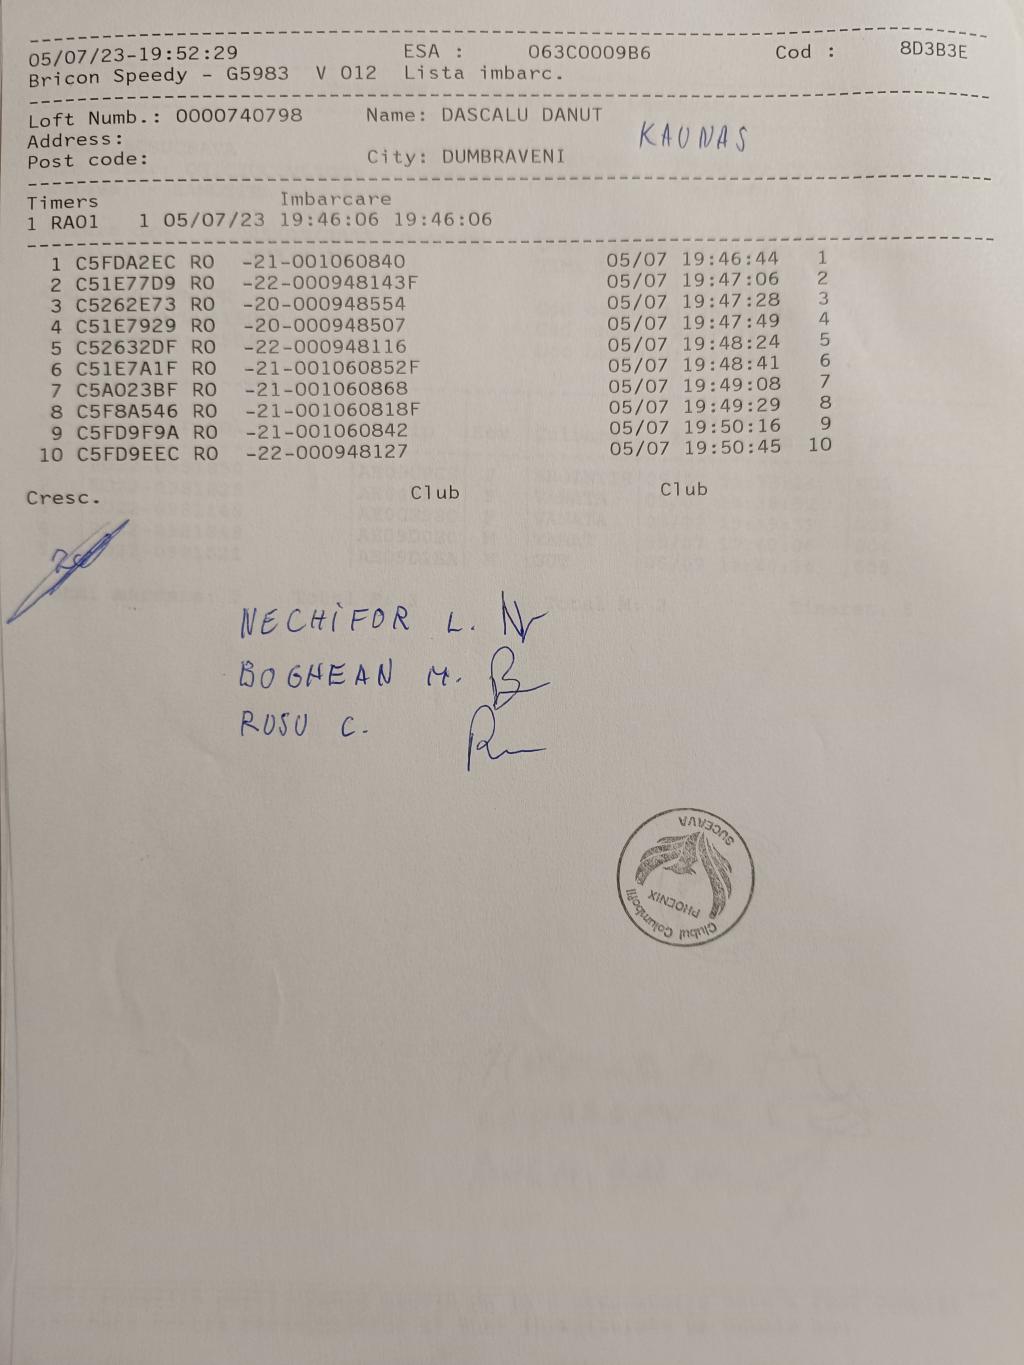 05/07/23-19:52:29 ESA : 063C0009B6 Cod : 8D3B3E
Bricon Speedy - G5983 V 012 Lista imbarc.
Loft Numb.: 0000740798 Name: DASCALU DANUT
Address:
KAUNAS
Post code: City: DUMBRAVENI
Timers Imbarcare
1 RA01 1 05/07/23 19:46:06 19:46:06
1 C5FDA2EC RO -21-001060840 05/07 19:46:44 1
2 C51E77D9 RO -22-000948143F 05/07 19:47:06 2
3 C5262E73 RO -20-000948554 05/07 19:47:28 3
4 C51E7929 RO -20-000948507 05/07 19:47:49 4
5 C52632DF RO -22-000948116 05/07 19:48:24 5
6 C51E7A1F RO -21-001060852F 05/07 19:48:41 6
7 C5A023BF RO -21-001060868 05/07 19:49:08 7
8 C5F8A546 RO -21-001060818F 05/07 19:49:29 8
9 C5FD9F9A RO -21-001060842 05/07 19:50:16 9
10 C5FD9EEC RO -22-000948127 05/07 19:50:45 10
Cresc. Club Club
NECHIFOR L.
BOGHEAN M.
RUSU C.
SUCEAVA
PHOENIX
Clubul Columbofil